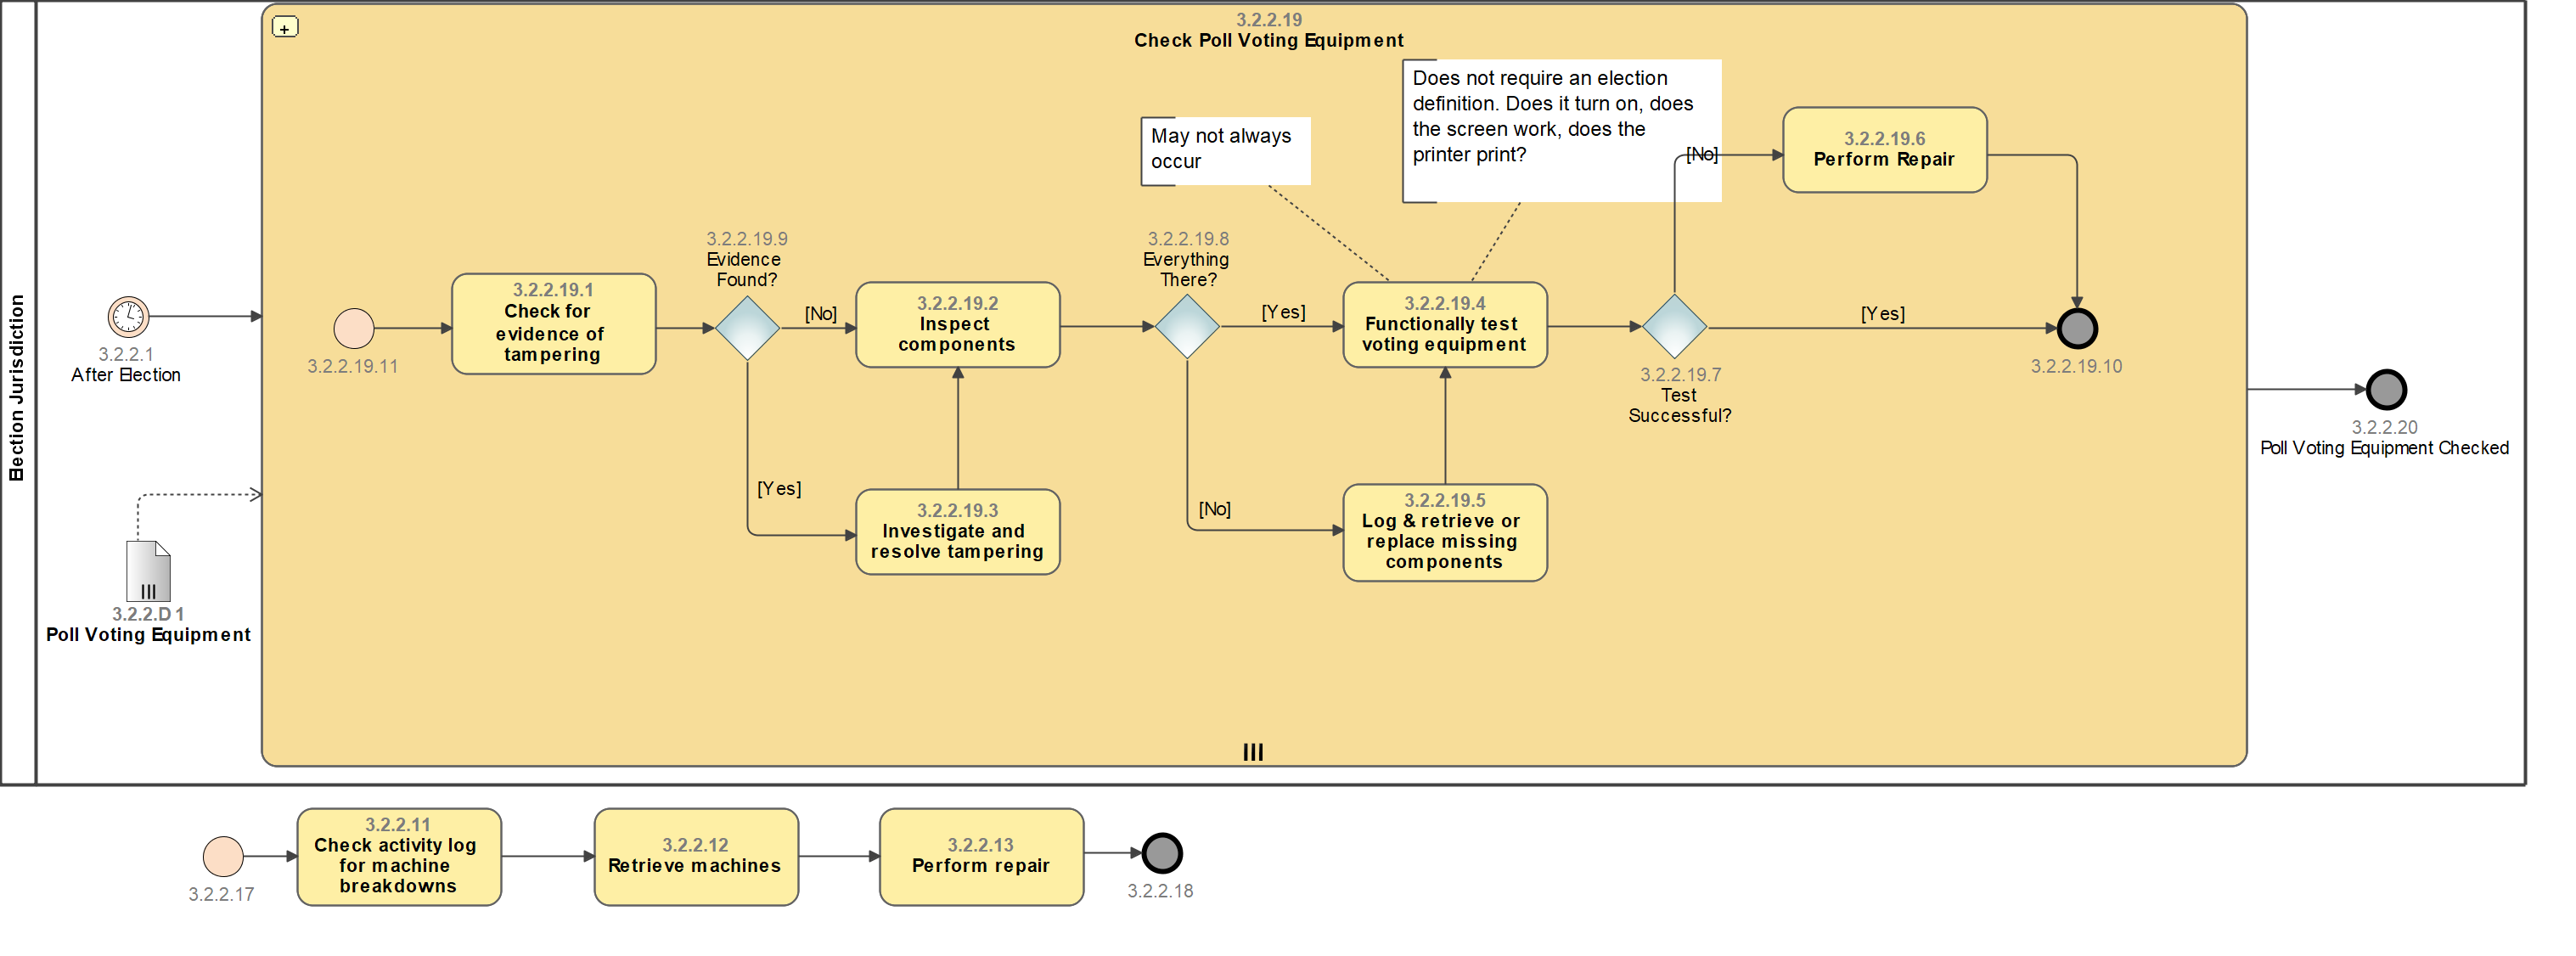 Election Jurisdiction
3.2.2.1
After Election
3.2.2.D1
Poll Voting Equipment
+
3.2.2.19
Check Poll Voting Equipment
3.2.2.19.11
3.2.2.19.1
Check for
evidence of
tampering
3.2.2.19.9
Evidence
Found?
[No]
[Yes]
3.2.2.19.2
Inspect
components
3.2.2.19.3
Investigate and
resolve tampering
May not always
occur
3.2.2.19.8
Everything
There?
[Yes]
[No]
Does not require an election
definition. Does it turn on, does
the screen work, does the
printer print?
3.2.2.19.4
Functionally test
voting equipment
3.2.2.19.5
Log & retrieve or
replace missing
components
3.2.2.19.7
Test
Successful?
[No]
[Yes]
3.2.2.19.6
Perform Repair
3.2.2.19.10
3.2.2.20
Poll Voting Equipment Checked
3.2.2.17
3.2.2.11
Check activity log
for machine
breakdowns
3.2.2.12
Retrieve machines
3.2.2.13
Perform repair
3.2.2.18